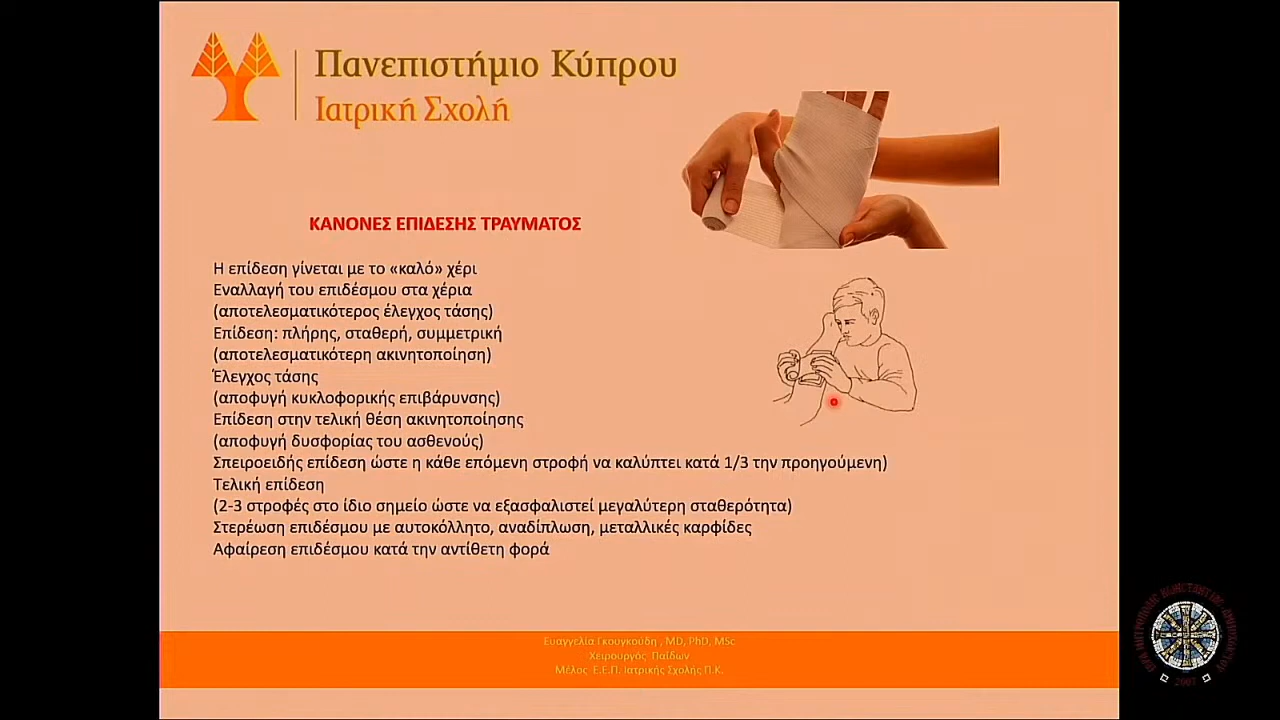 Πανεπιστήμιο Κύπρου
Ιατρική Σχολή
ΚΑΝΟΝΕΣ ΕΠΙΔΕΣΗΣ ΤΡΑΥΜΑΤΟΣ
Η επίδεση γίνεται με το «καλό» χέρι
Εναλλαγή του επιδέσμου στα χέρια
(αποτελεσματικότερος έλεγχος τάσης)
Επίδεση: πλήρης, σταθερή, συμμετρική
(αποτελεσματικότερη ακινητοποίηση)
Έλεγχος τάσης
(αποφυγή κυκλοφορικής επιβάρυνσης)
Επίδεση στην τελική θέση ακινητοποίησης
(αποφυγή δυσφορίας του ασθενούς)
Σπειροειδής επίδεση ώστε η κάθε επόμενη στροφή να καλύπτει κατά 1/3 την προηγούμενη)
Τελική επίδεση
(2-3 στροφές στο ίδιο σημείο ώστε να εξασφαλιστεί μεγαλύτερη σταθερότητα)
Στερέωση επιδέσμου με αυτοκόλλητο, αναδίπλωση, μεταλλικές καρφίδες
Αφαίρεση επιδέσμου κατά την αντίθετη φορά
Ευαγγελία Γκουγκούδη , MD, PhD, MSc
Χειρουργός Παίδων
Μέλος Ε.Ε.Π. Ιατρικής Σχολής Π.Κ.
2007